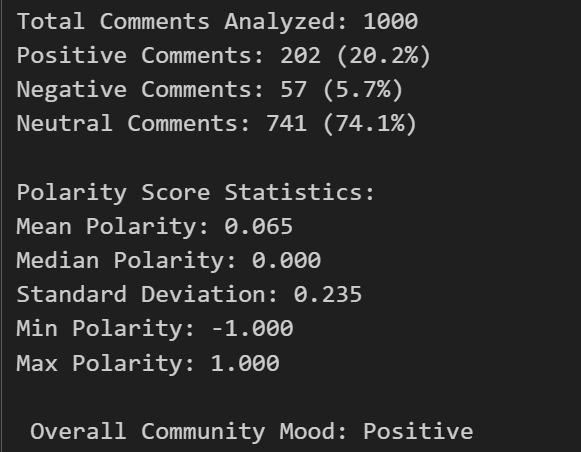 Total Comments Analyzed: 1000
Positive Comments: 202 (20.2%)
Negative Comments: 57 (5.7%)
Neutral Comments: 741 (74.1%)
Polarity Score Statistics:
Mean Polarity: 0.065
Median Polarity: 0.000
Standard Deviation: 0.235
Min Polarity: -1.000
Max Polarity: 1.000
Overall Community Mood: Positive